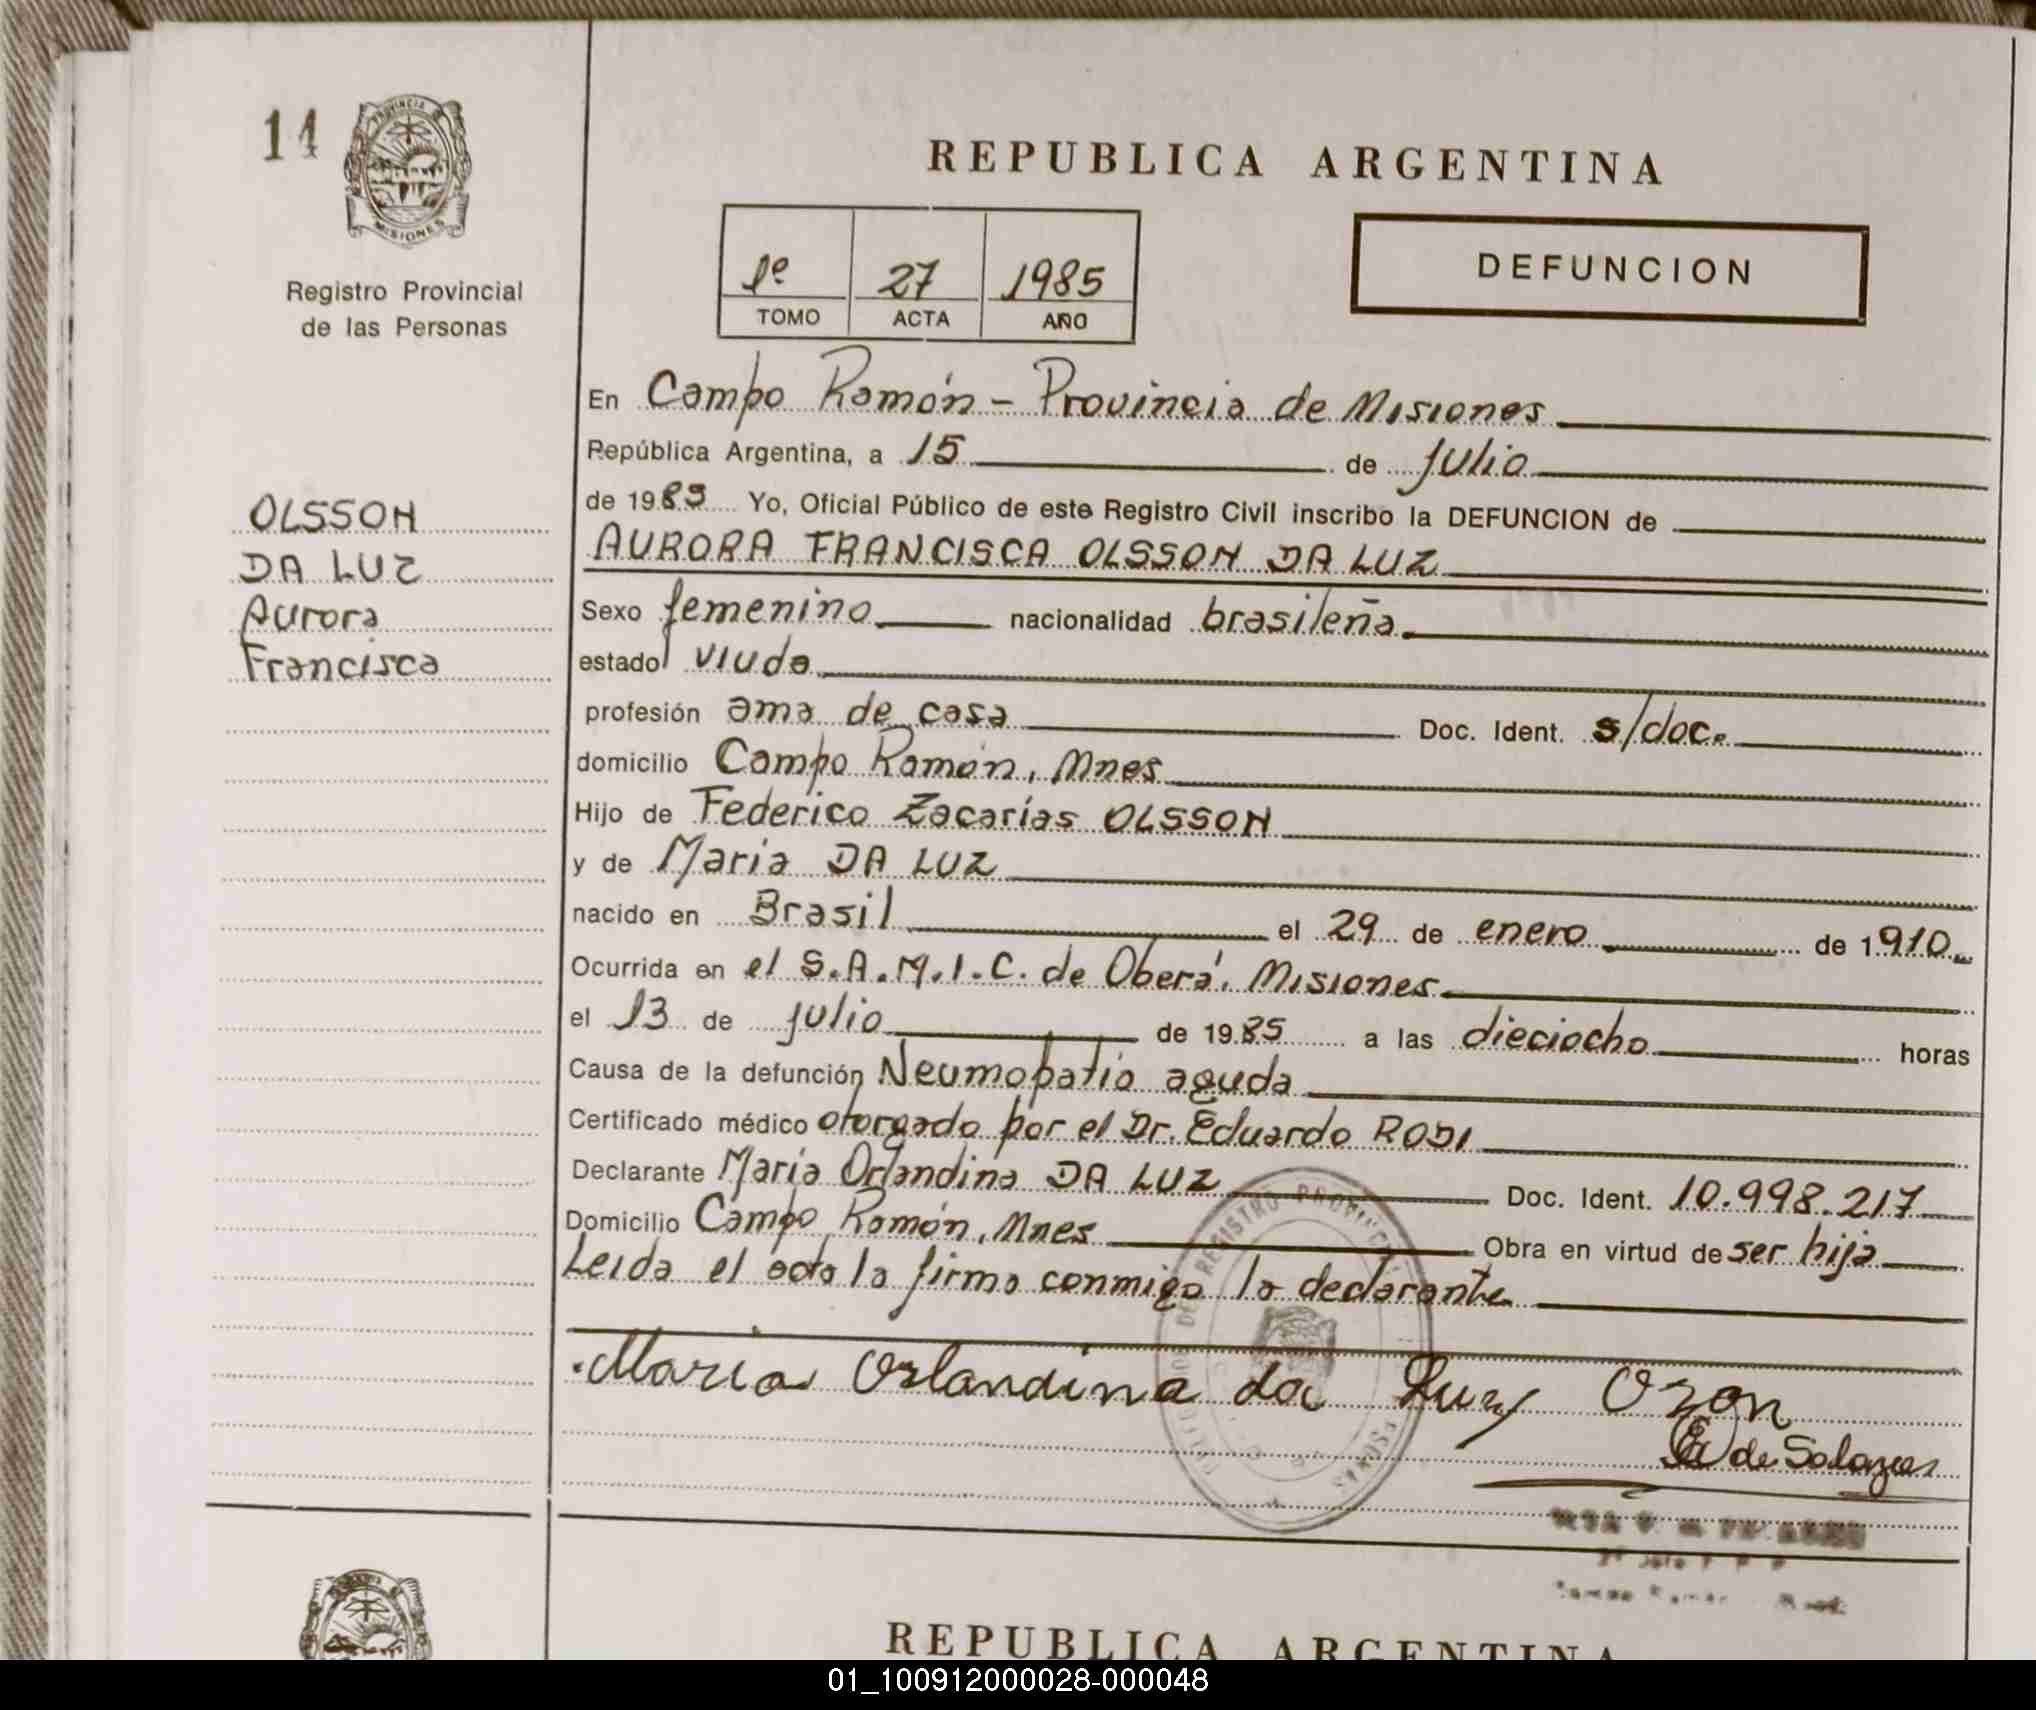 14
PROVINCIA
MISIONES
Registro Provincial
de las Personas
OLSSON
DA LUZ
Aurora
Francisca
REPUBLICA ARGENTINA
1º 27 1985
TOMO ACTA AÑO
DEFUNCION
En Campo Ramón - Provincia de Misiones
República Argentina, a 15 de julio
de 1985 Yo, Oficial Público de este Registro Civil inscribo la DEFUNCION de
AURORA FRANCISCA OLSSON DA LUZ
Sexo femenino nacionalidad brasileña
estado viuda
profesión ama de casa Doc. Ident. s/doc.
domicilio Campo Ramón, Mnes
Hijo de Federico Zacarías OLSSON
y de Maria DA LUZ
nacido en Brasil el 29 de enero de 1910
Ocurrida en el S.A.M.I.C. de Oberá, Misiones
el 13 de julio de 1985 a las dieciocho horas
Causa de la defunción Neumopatía aguda
Certificado médico otorgado por el Dr. Eduardo
Declarante María Orlandina DA LUZ Doc. Ident. 10.998.217
Domicilio Campo Ramón, Mnes Obra en virtud de ser hija
Leída el acta la firma conmigo la declarante
Maria Orlandina da Luz
de Salazar
REPUBLICA ARGENTINA
01_100912000028-000048